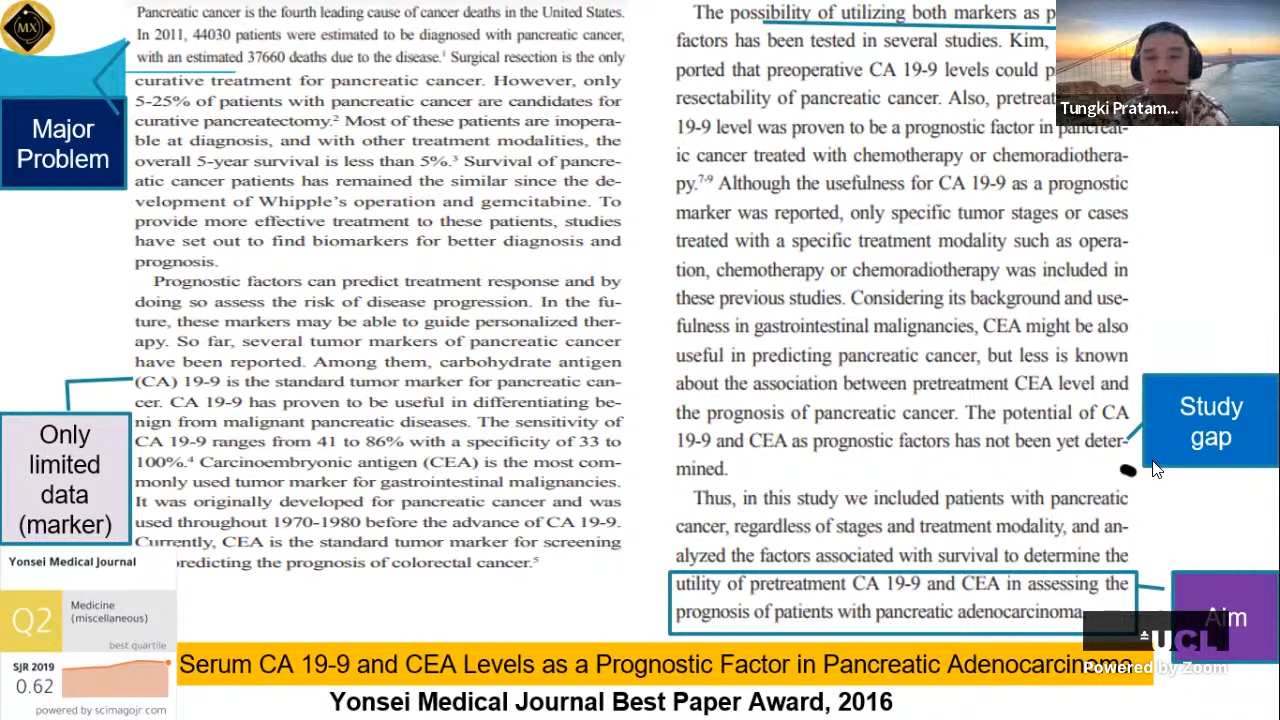 MX
Major
Problem
Only
limited
data
(marker)
Pancreatic cancer is the fourth leading cause of cancer deaths in the United States.
In 2011, 44030 patients were estimated to be diagnosed with pancreatic cancer,
with an estimated 37660 deaths due to the disease.¹ Surgical resection is the only
curative treatment for pancreatic cancer. However, only
5-25% of patients with pancreatic cancer are candidates for
curative pancreatectomy.² Most of these patients are inopera-
ble at diagnosis, and with other treatment modalities, the
overall 5-year survival is less than 5%.³ Survival of pancre-
atic cancer patients has remained the similar since the de-
velopment of Whipple's operation and gemcitabine. To
provide more effective treatment to these patients, studies
have set out to find biomarkers for better diagnosis and
prognosis.
Prognostic factors can predict treatment response and by
doing so assess the risk of disease progression. In the fu-
ture, these markers may be able to guide personalized ther-
apy. So far, several tumor markers of pancreatic cancer
have been reported. Among them, carbohydrate antigen
(CA) 19-9 is the standard tumor marker for pancreatic can-
cer. CA 19-9 has proven to be useful in differentiating be-
nign from malignant pancreatic diseases. The sensitivity of
CA 19-9 ranges from 41 to 86% with a specificity of 33 to
100%.⁴ Carcinoembryonic antigen (CEA) is the most com-
monly used tumor marker for gastrointestinal malignancies.
It was originally developed for pancreatic cancer and was
used throughout 1970-1980 before the advance of CA 19-9.
Currently, CEA is the standard tumor marker for screening
predicting the prognosis of colorectal cancer.⁵
The possibility of utilizing both markers as p
factors has been tested in several studies. Kim,
ported that preoperative CA 19-9 levels could p
resectability of pancreatic cancer. Also, pretreat
19-9 level was proven to be a prognostic factor in pancreat-
ic cancer treated with chemotherapy or chemoradiothera-
py.⁷⁻⁹ Although the usefulness for CA 19-9 as a prognostic
marker was reported, only specific tumor stages or cases
treated with a specific treatment modality such as opera-
tion, chemotherapy or chemoradiotherapy was included in
these previous studies. Considering its background and use-
fulness in gastrointestinal malignancies, CEA might be also
useful in predicting pancreatic cancer, but less is known
about the association between pretreatment CEA level and
the prognosis of pancreatic cancer. The potential of CA
19-9 and CEA as prognostic factors has not been yet deter-
mined.
Thus, in this study we included patients with pancreatic
cancer, regardless of stages and treatment modality, and an-
alyzed the factors associated with survival to determine the
utility of pretreatment CA 19-9 and CEA in assessing the
prognosis of patients with pancreatic adenocarcinoma.
Tungki Pratam...
Study
gap
Aim
UCL
Powered by Zoom
Yonsei Medical Journal
Q2
Medicine
(miscellaneous)
best quartile
SJR 2019
0.62
powered by scimagojr.com
Serum CA 19-9 and CEA Levels as a Prognostic Factor in Pancreatic Adenocarcinoma
Yonsei Medical Journal Best Paper Award, 2016